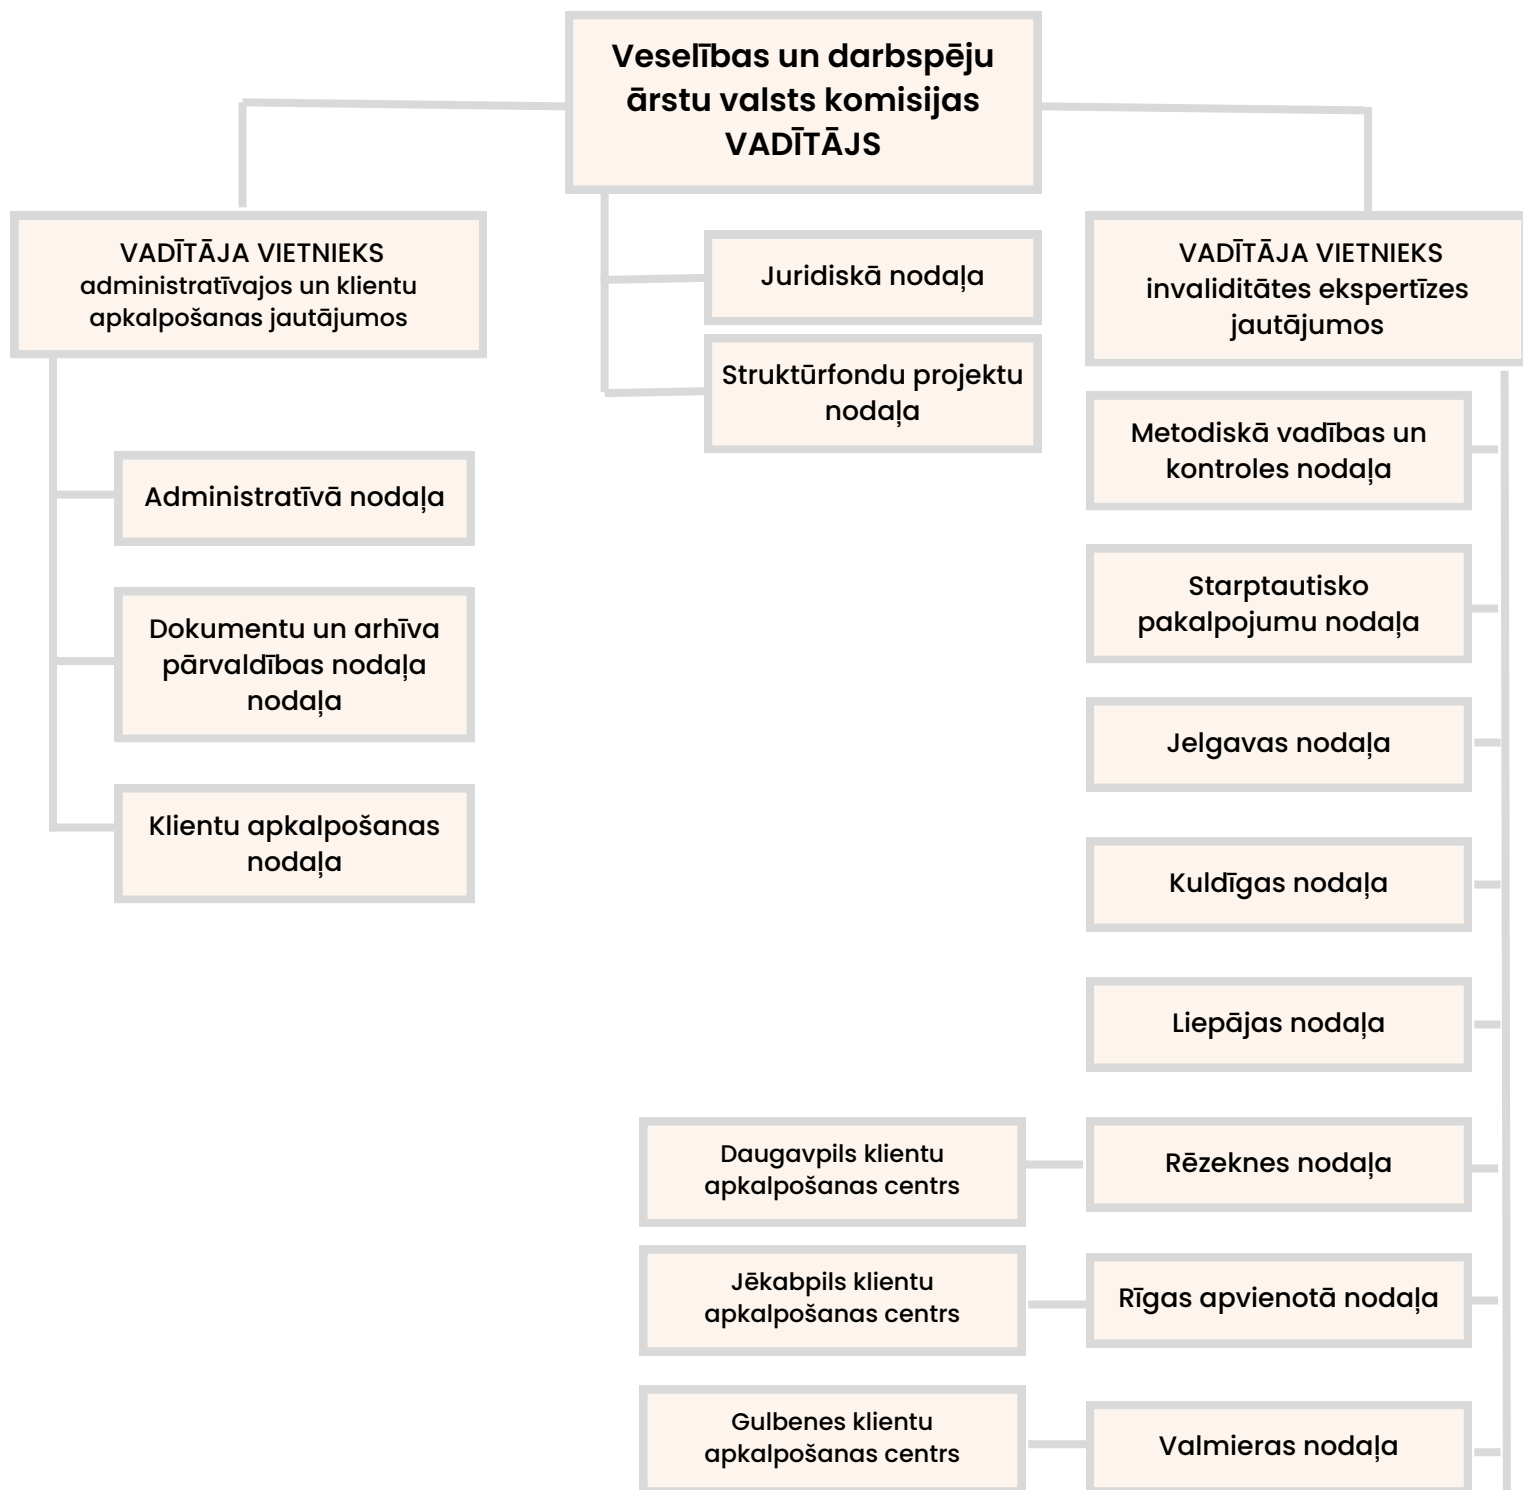 Veselības un darbspēju
ārstu valsts komisijas
VADĪTĀJS
VADĪTĀJA VIETNIEKS
administratīvajos un klientu
apkalpošanas jautājumos
Administratīvā nodaļa
Dokumentu un arhīva
pārvaldības nodaļa
nodaļa
Klientu apkalpošanas
nodaļa
Juridiskā nodaļa
Struktūrfondu projektu
nodaļa
VADĪTĀJA VIETNIEKS
invaliditātes ekspertīzes
jautājumos
Metodiskā vadības un
kontroles nodaļa
Starptautisko
pakalpojumu nodaļa
Jelgavas nodaļa
Kuldīgas nodaļa
Liepājas nodaļa
Rēzeknes nodaļa
Daugavpils klientu
apkalpošanas centrs
Rīgas apvienotā nodaļa
Jēkabpils klientu
apkalpošanas centrs
Valmieras nodaļa
Gulbenes klientu
apkalpošanas centrs